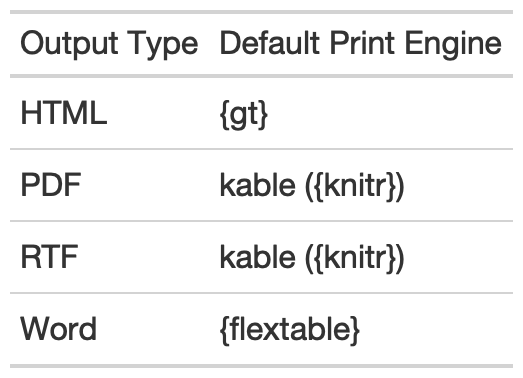 Output Type Default Print Engine
HTML {gt}
PDF kable ({knitr})
RTF kable ({knitr})
Word {flextable}